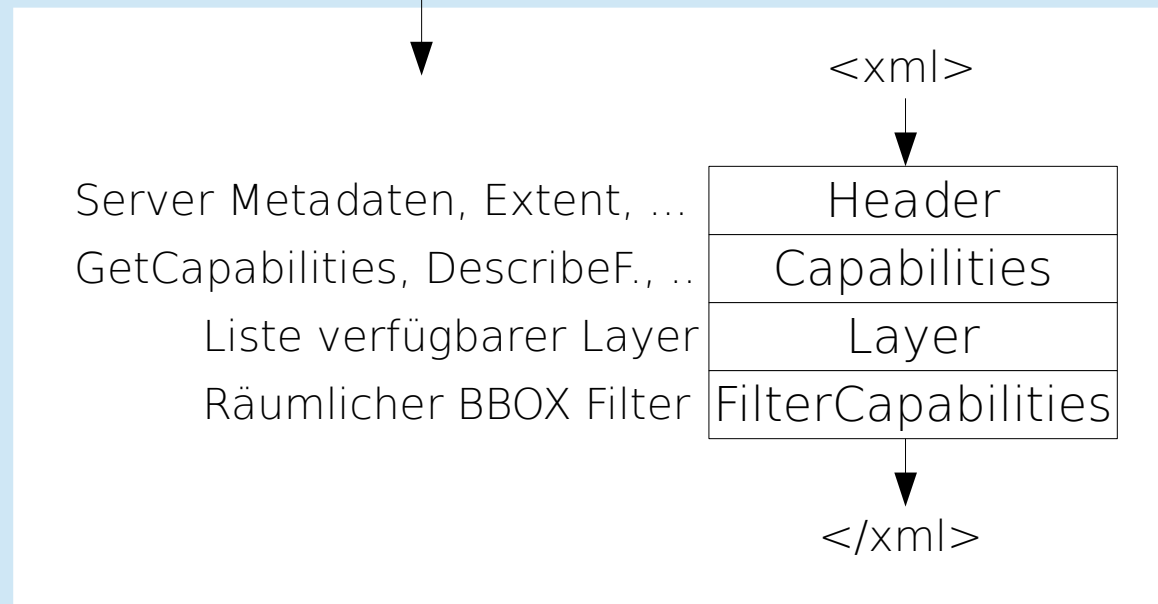 <xml>
Server Metadaten, Extent, ... Header
GetCapabilities, DescribeF., .. Capabilities
Liste verfügbarer Layer Layer
Räumlicher BBOX Filter FilterCapabilities
</xml>